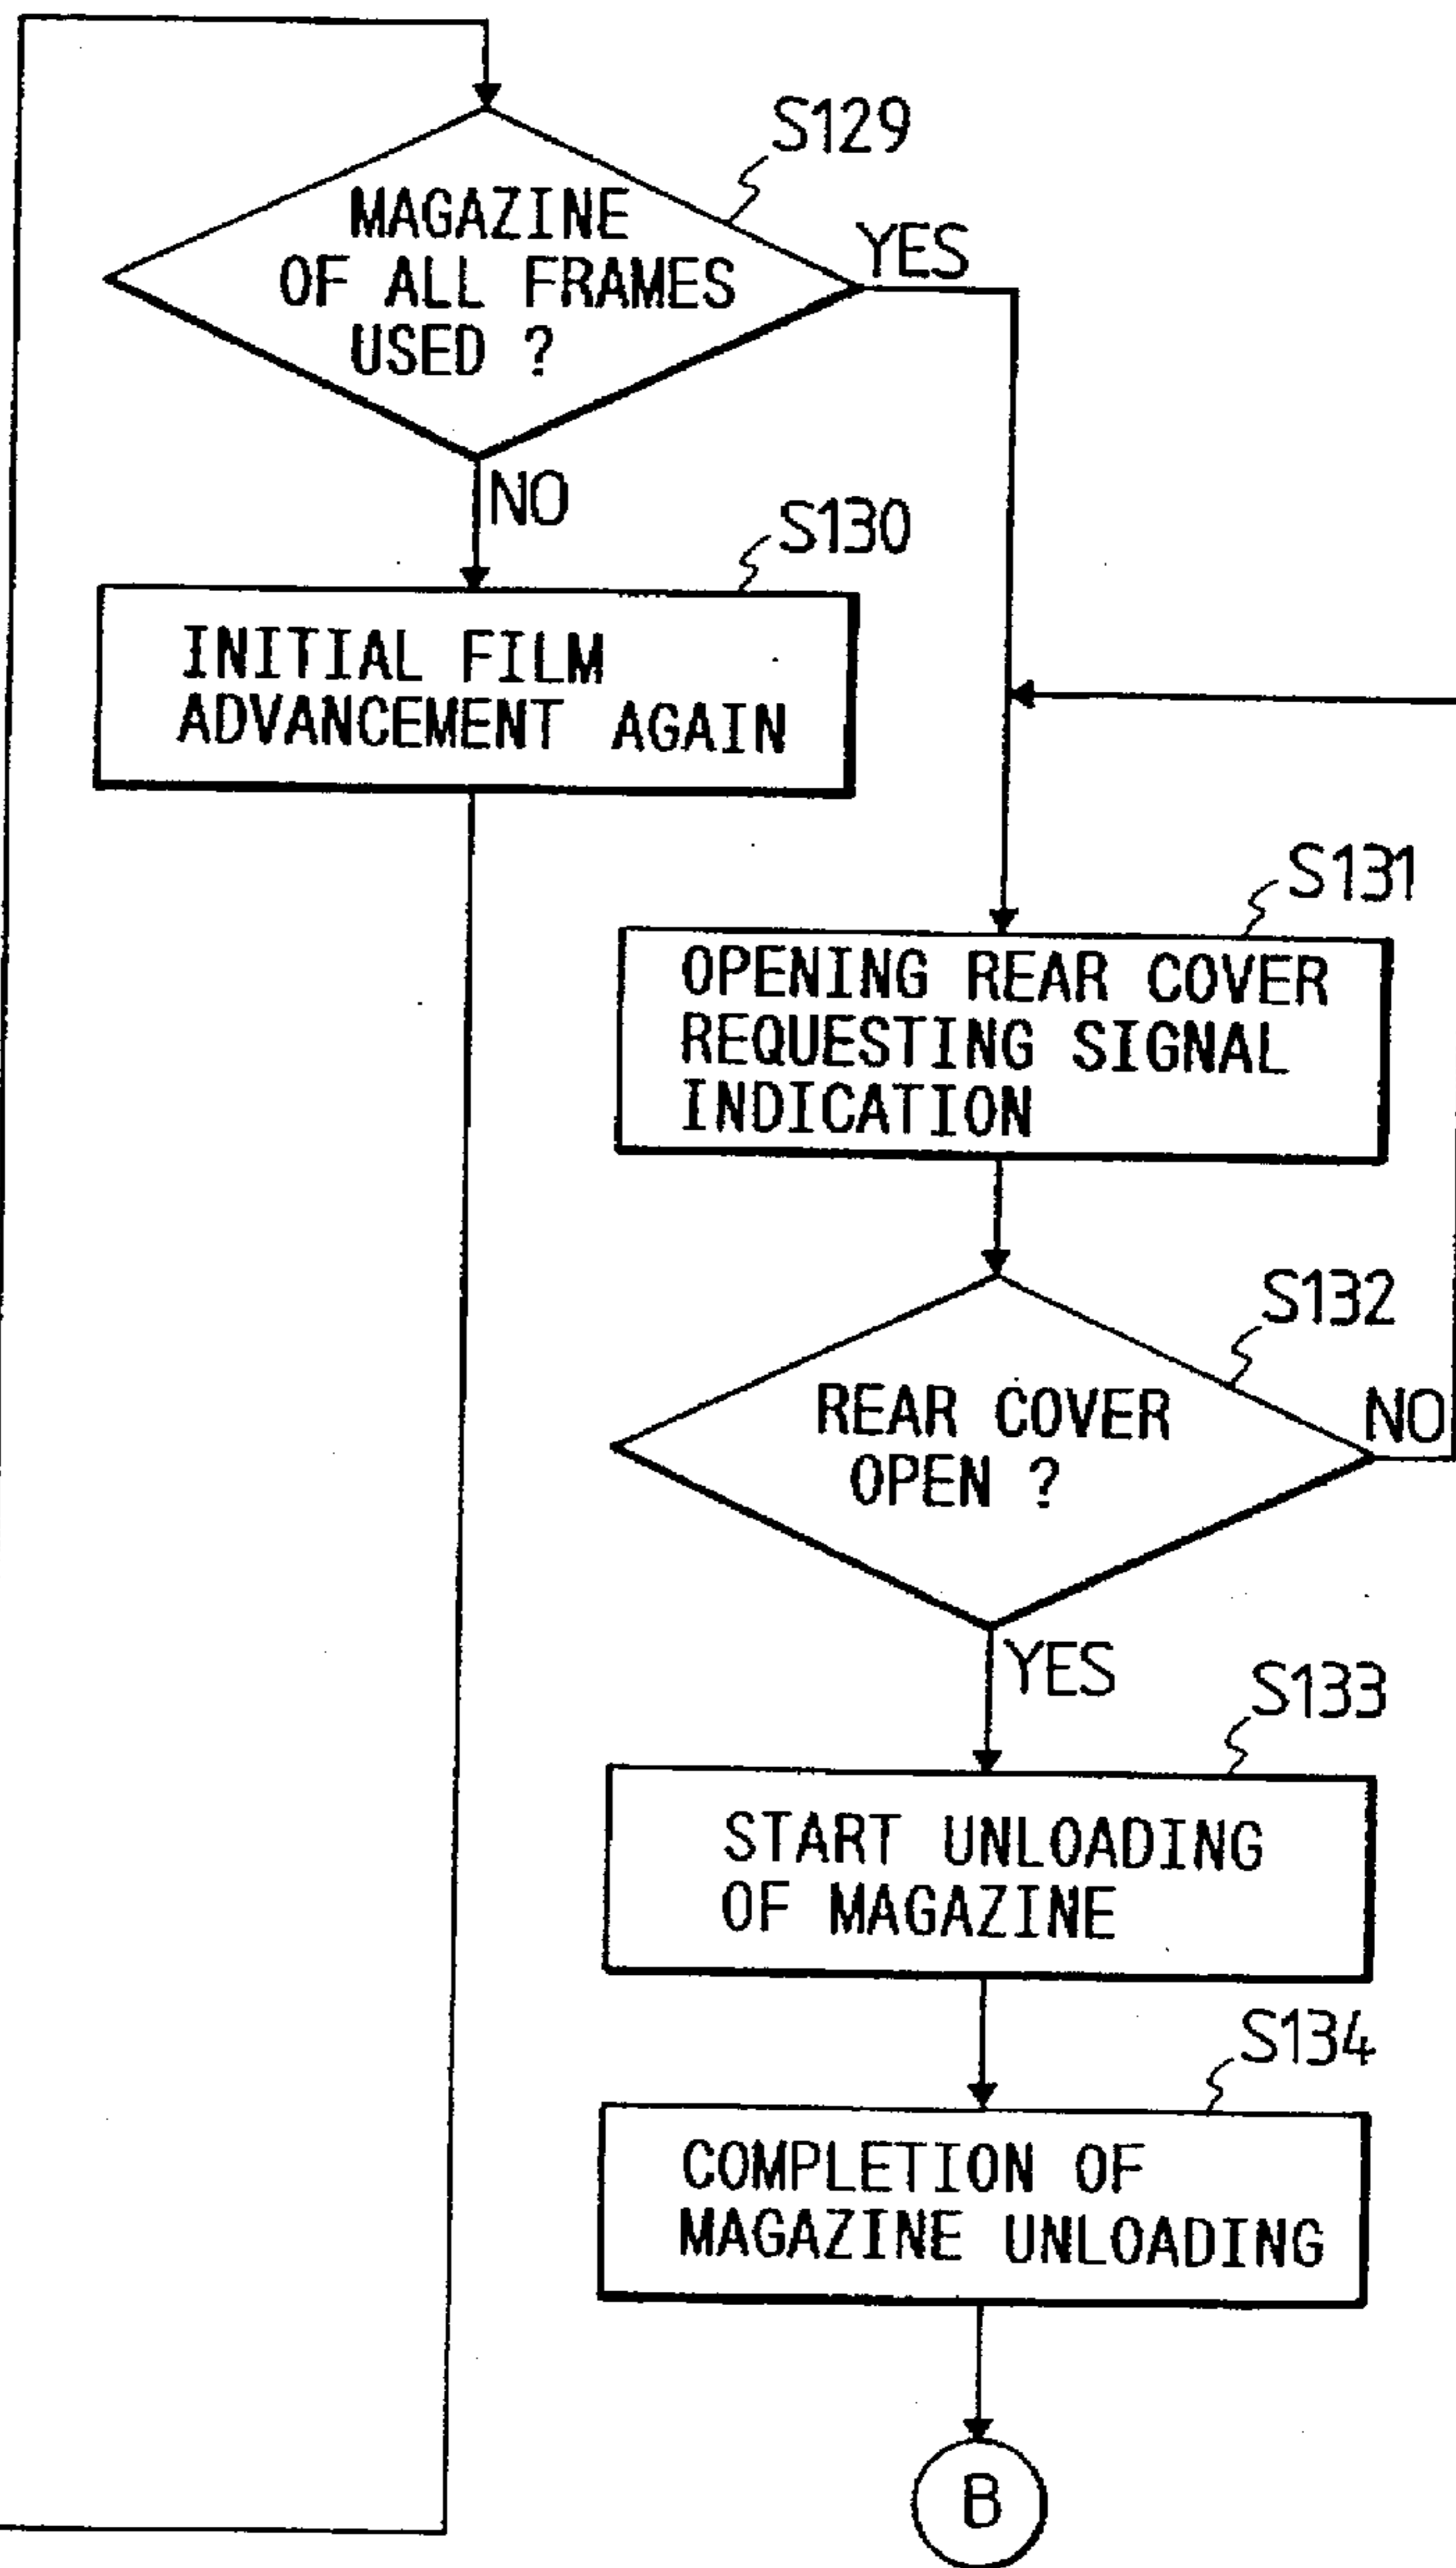 S129
MAGAZINE
OF ALL FRAMES
USED ?
YES
NO
S130
INITIAL FILM
ADVANCEMENT AGAIN
S131
OPENING REAR COVER
REQUESTING SIGNAL
INDICATION
S132
REAR COVER
OPEN ?
NO
YES
S133
START UNLOADING
OF MAGAZINE
S134
COMPLETION OF
MAGAZINE UNLOADING
B